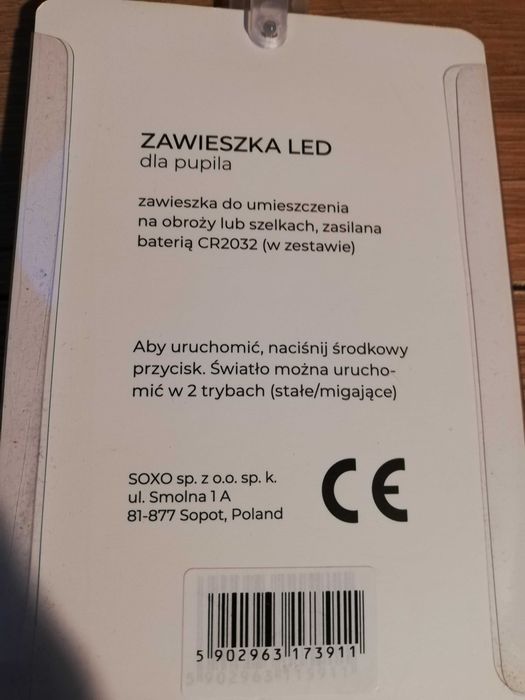 ZAWIESZKA LED
dla pupila
zawieszka do umieszczenia
na obroży lub szelkach, zasilana
baterią CR2032 (w zestawie)
Aby uruchomić, naciśnij środkowy
przycisk. Światło można urucho-
mić w 2 trybach (stałe/migające)
SOXO sp. z o.o. sp. k.
ul. Smolna 1 A
81-877 Sopot, Poland
CE
5 902963 173911